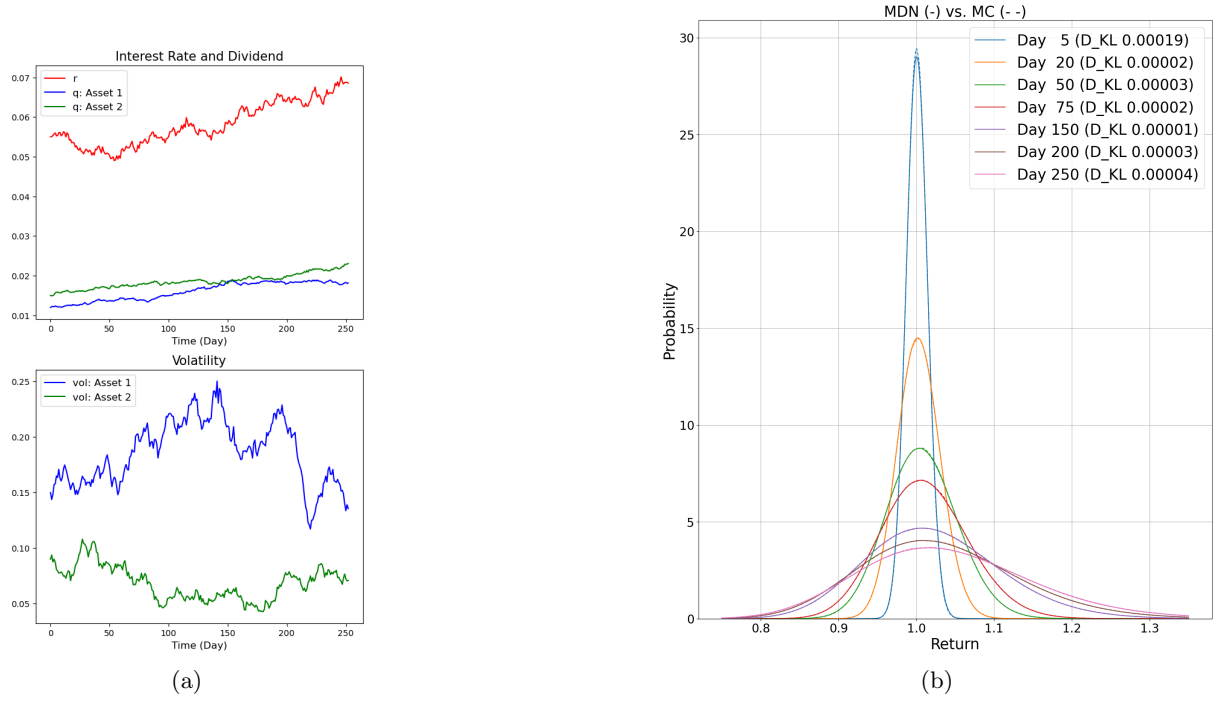 Interest Rate and Dividend
r
q: Asset 1
q: Asset 2
0.07
0.06
0.05
0.04
0.03
0.02
0.01
0 50 100 150 200 250
Time (Day)
Volatility
vol: Asset 1
vol: Asset 2
0.25
0.20
0.15
0.10
0.05
0 50 100 150 200 250
Time (Day)
(a)
MDN (-) vs. MC (- -)
Day 5 (D_KL 0.00019)
Day 20 (D_KL 0.00002)
Day 50 (D_KL 0.00003)
Day 75 (D_KL 0.00002)
Day 150 (D_KL 0.00001)
Day 200 (D_KL 0.00003)
Day 250 (D_KL 0.00004)
30
25
20
15
10
5
0
Probability
0.8 0.9 1.0 1.1 1.2 1.3
Return
(b)